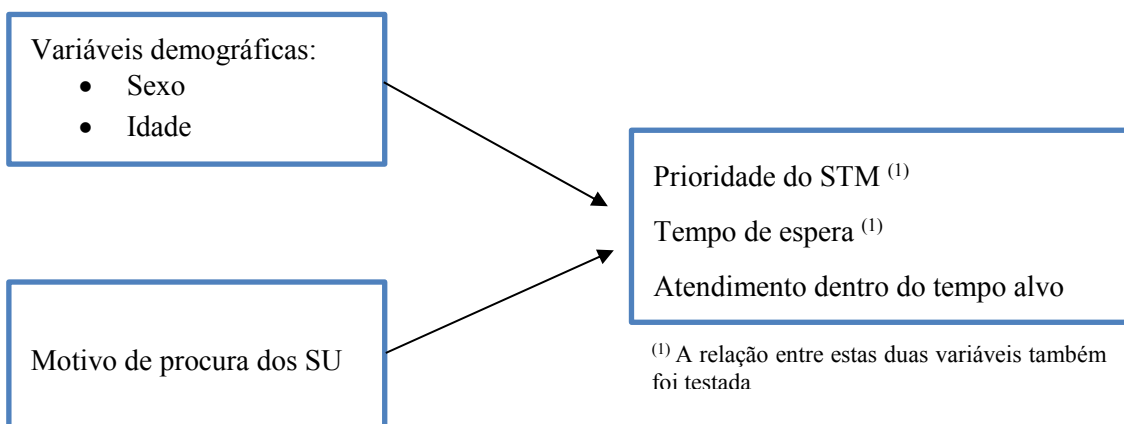 Variáveis demográficas:
• Sexo
• Idade
Prioridade do STM (1)
Tempo de espera (1)
Atendimento dentro do tempo alvo
Motivo de procura dos SU
(1) A relação entre estas duas variáveis também
foi testada